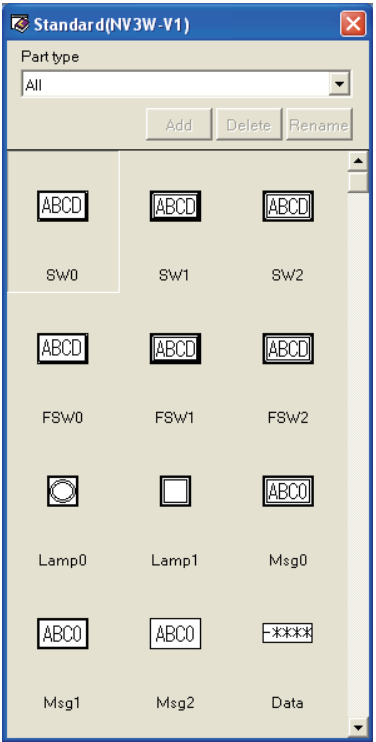 Standard(NV3W-V1)
Part type
All
Add Delete Rename
ABCD ABCD ABCD
SW0 SW1 SW2
ABCD ABCD ABCD
FSW0 FSW1 FSW2
ABC0
Lamp0 Lamp1 Msg0
ABC0 ABC0 -****
Msg1 Msg2 Data